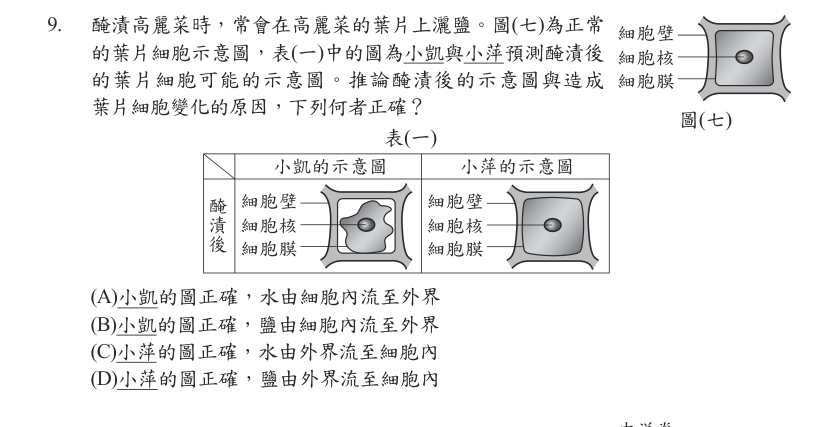 9. 醃漬高麗菜時,常會在高麗菜的葉片上灑鹽。圖(七)為正常
的葉片細胞示意圖,表(一)中的圖為小凱與小萍預測醃漬後
的葉片細胞可能的示意圖。推論醃漬後的示意圖與造成
葉片細胞變化的原因,下列何者正確?
細胞壁
細胞核
細胞膜
圖(七)
表(一)
小凱的示意圖 小萍的示意圖
醃漬後
細胞壁
細胞核
細胞膜
細胞壁
細胞核
細胞膜
(A)小凱的圖正確,水由細胞內流至外界
(B)小凱的圖正確,鹽由細胞內流至外界
(C)小萍的圖正確,水由外界流至細胞內
(D)小萍的圖正確,鹽由外界流至細胞內